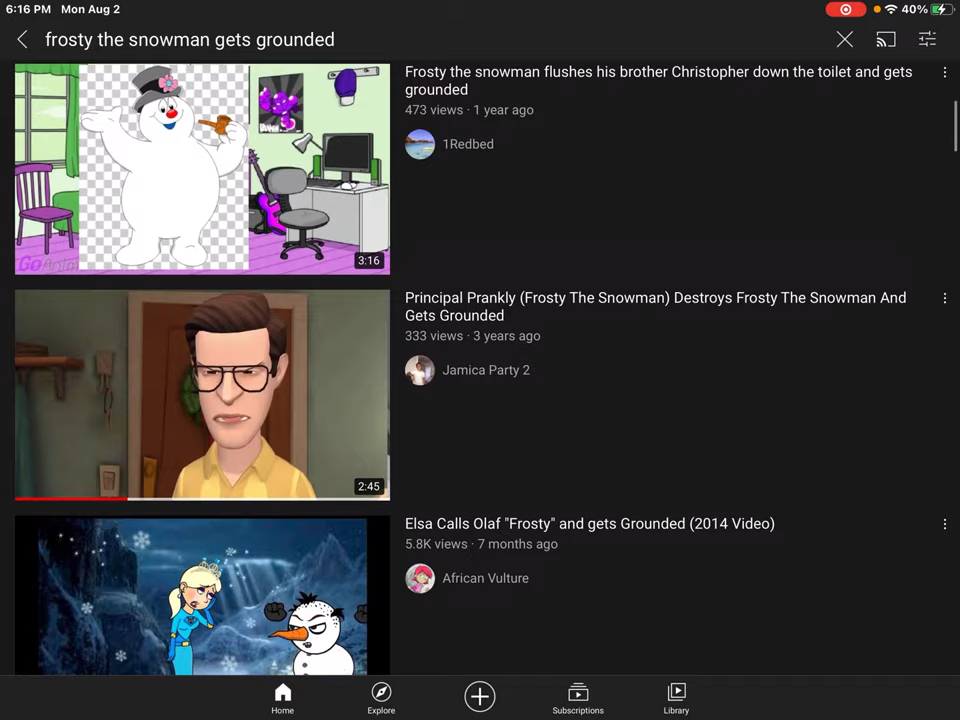 6:16 PM Mon Aug 2
40%
frosty the snowman gets grounded
Frosty the snowman flushes his brother Christopher down the toilet and gets
grounded
473 views · 1 year ago
1Redbed
GoAnim
3:16
Principal Prankly (Frosty The Snowman) Destroys Frosty The Snowman And
Gets Grounded
333 views · 3 years ago
Jamica Party 2
2:45
Elsa Calls Olaf "Frosty" and gets Grounded (2014 Video)
5.8K views · 7 months ago
African Vulture
Home
Explore
Subscriptions
Library